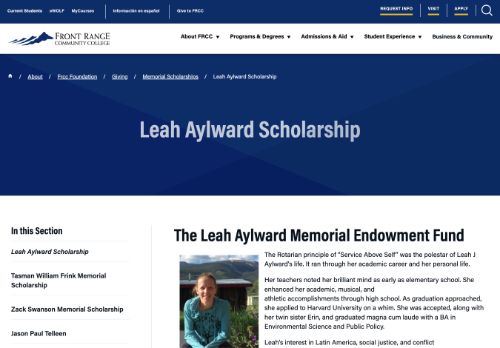 Current Students eWOLF MyCourses Información en español Give to FRCC REQUEST INFO VISIT APPLY
FRONT RANGE
COMMUNITY COLLEGE
About FRCC ▼ Programs & Degrees ▼ Admissions & Aid ▼ Student Experience ▼ Business & Community
/ About / Frcc Foundation / Giving / Memorial Scholarships / Leah Aylward Scholarship
Leah Aylward Scholarship
In this Section
Leah Aylward Scholarship
Tasman William Frink Memorial
Scholarship
Zack Swanson Memorial Scholarship
Jason Paul Telleen
The Leah Aylward Memorial Endowment Fund
The Rotarian principle of "Service Above Self" was the polestar of Leah J
Aylward's life. It ran through her academic career and her personal life.
Her teachers noted her brilliant mind as early as elementary school. She
enhanced her academic, musical, and
athletic accomplishments through high school. As graduation approached,
she applied to Harvard University on a whim. She was accepted, along with
her twin sister Erin, and graduated magna cum laude with a BA in
Environmental Science and Public Policy.
Leah's interest in Latin America, social justice, and conflict